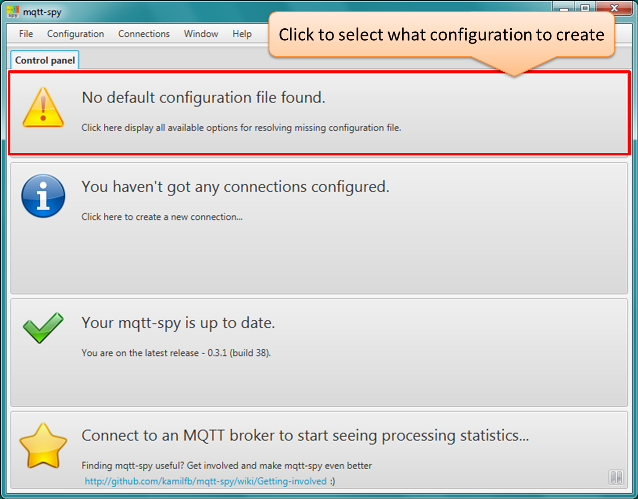 mqtt-spy
File Configuration Connections Window Help
Click to select what configuration to create
Control panel
No default configuration file found.
Click here display all available options for resolving missing configuration file.
You haven't got any connections configured.
Click here to create a new connection...
Your mqtt-spy is up to date.
You are on the latest release - 0.3.1 (build 38).
Connect to an MQTT broker to start seeing processing statistics...
Finding mqtt-spy useful? Get involved and make mqtt-spy even better
http://github.com/kamilfb/mqtt-spy/wiki/Getting-involved :)